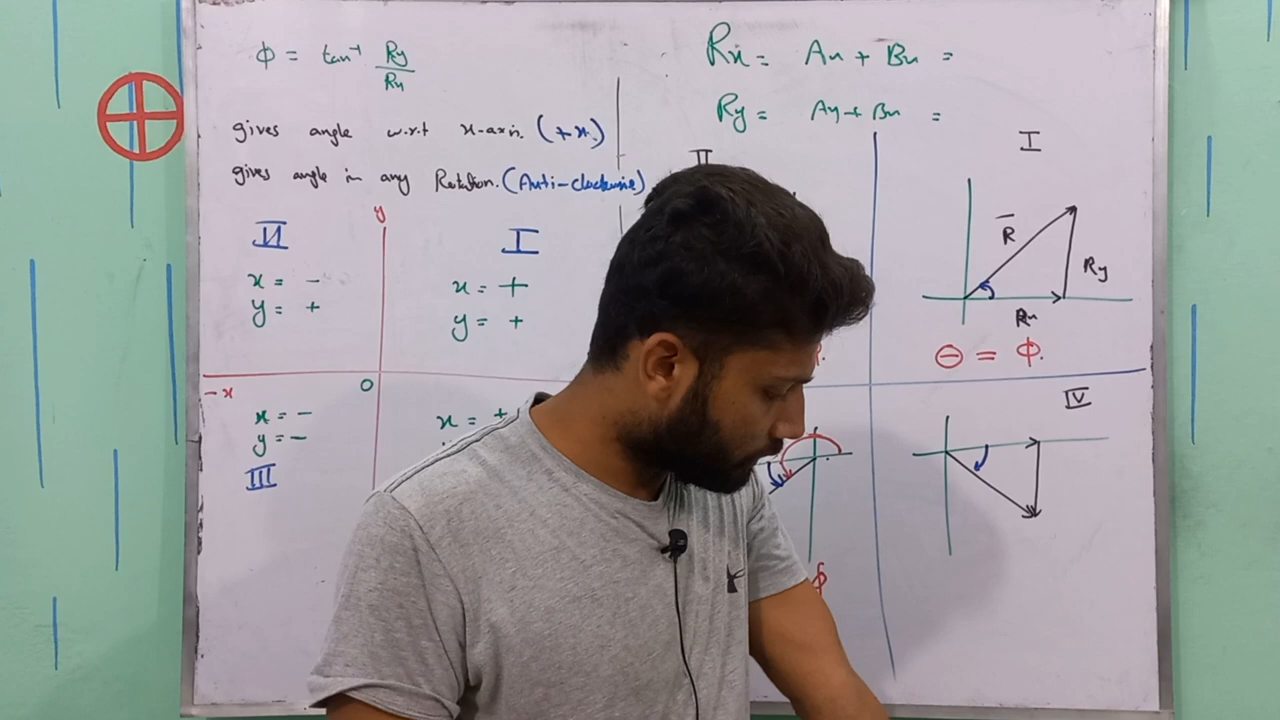 ϕ = tan⁻¹ Ry/Rx
gives angle w.r.t x-axis. (+x)
gives angle in any Rotation. (Anti-clockwise)
y
II
x = -
y = +
I
x = +
y = +
-x
0
x = -
y = -
III
x = +
Rx = Ax + Bx =
Ry = Ay + Bx =
II
I
R
Ry
Rx
θ = ϕ.
IV
ϕ